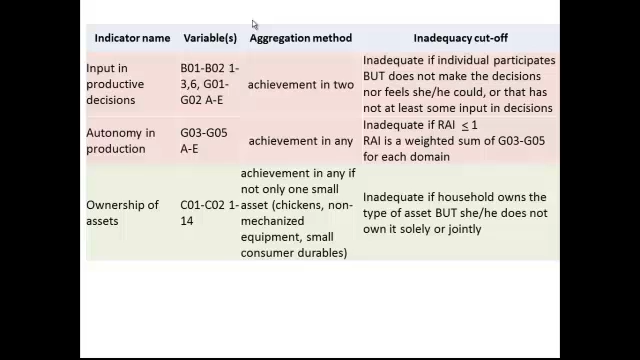 Indicator name Variable(s) Aggregation method Inadequacy cut-off
Input in
productive
decisions
B01-B02 1-
3,6, G01-
G02 A-E
achievement in two
Inadequate if individual participates
BUT does not make the decisions
nor feels she/he could, or that has
not at least some input in decisions
Autonomy in
production
G03-G05
A-E
achievement in any
Inadequate if RAI ≤ 1
RAI is a weighted sum of G03-G05
for each domain
Ownership of
assets
C01-C02 1-
14
achievement in any if
not only one small
asset (chickens, non-
mechanized
equipment, small
consumer durables)
Inadequate if household owns the
type of asset BUT she/he does not
own it solely or jointly